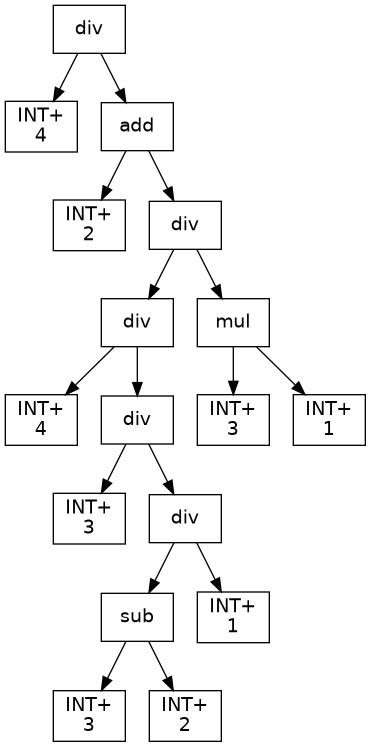 div
INT+
4
add
INT+
2
div
div
mul
INT+
4
div
INT+
3
INT+
1
INT+
3
div
sub
INT+
1
INT+
3
INT+
2